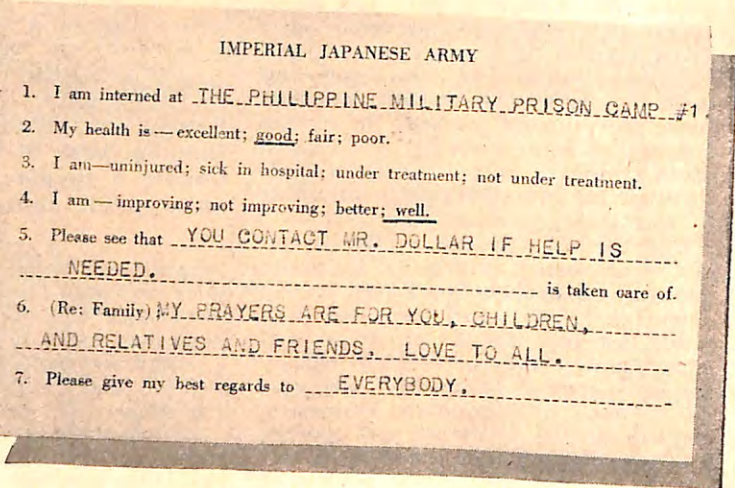 IMPERIAL JAPANESE ARMY
1. I am interned at THE PHILIPPINE MILITARY PRISON CAMP #1.
2. My health is — excellent; good; fair; poor.
3. I am—uninjured; sick in hospital; under treatment; not under treatment.
4. I am — improving; not improving; better; well.
5. Please see that YOU CONTACT MR. DOLLAR IF HELP IS
NEEDED. is taken care of.
6. (Re: Family) MY PRAYERS ARE FOR YOU, CHILDREN,
AND RELATIVES AND FRIENDS. LOVE TO ALL.
7. Please give my best regards to EVERYBODY.